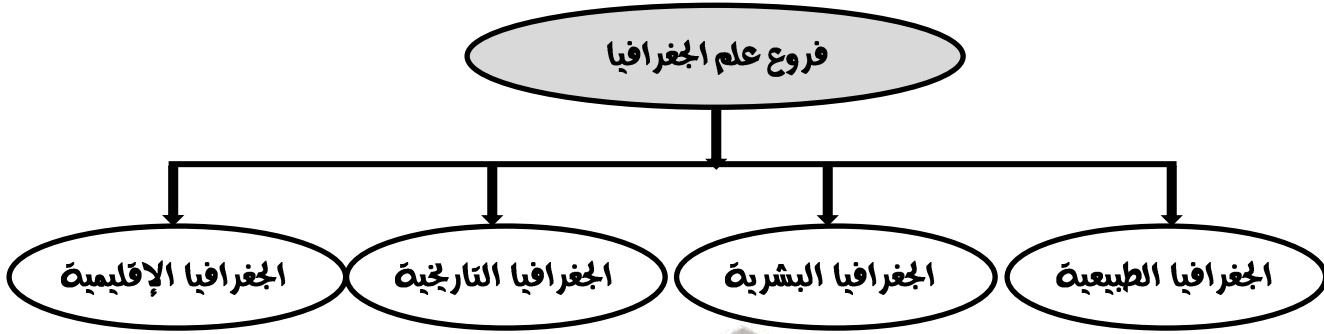 فروع علم الجغرافيا
الجغرافيا الطبيعية
الجغرافيا البشرية
الجغرافيا التاريخية
الجغرافيا الإقليمية